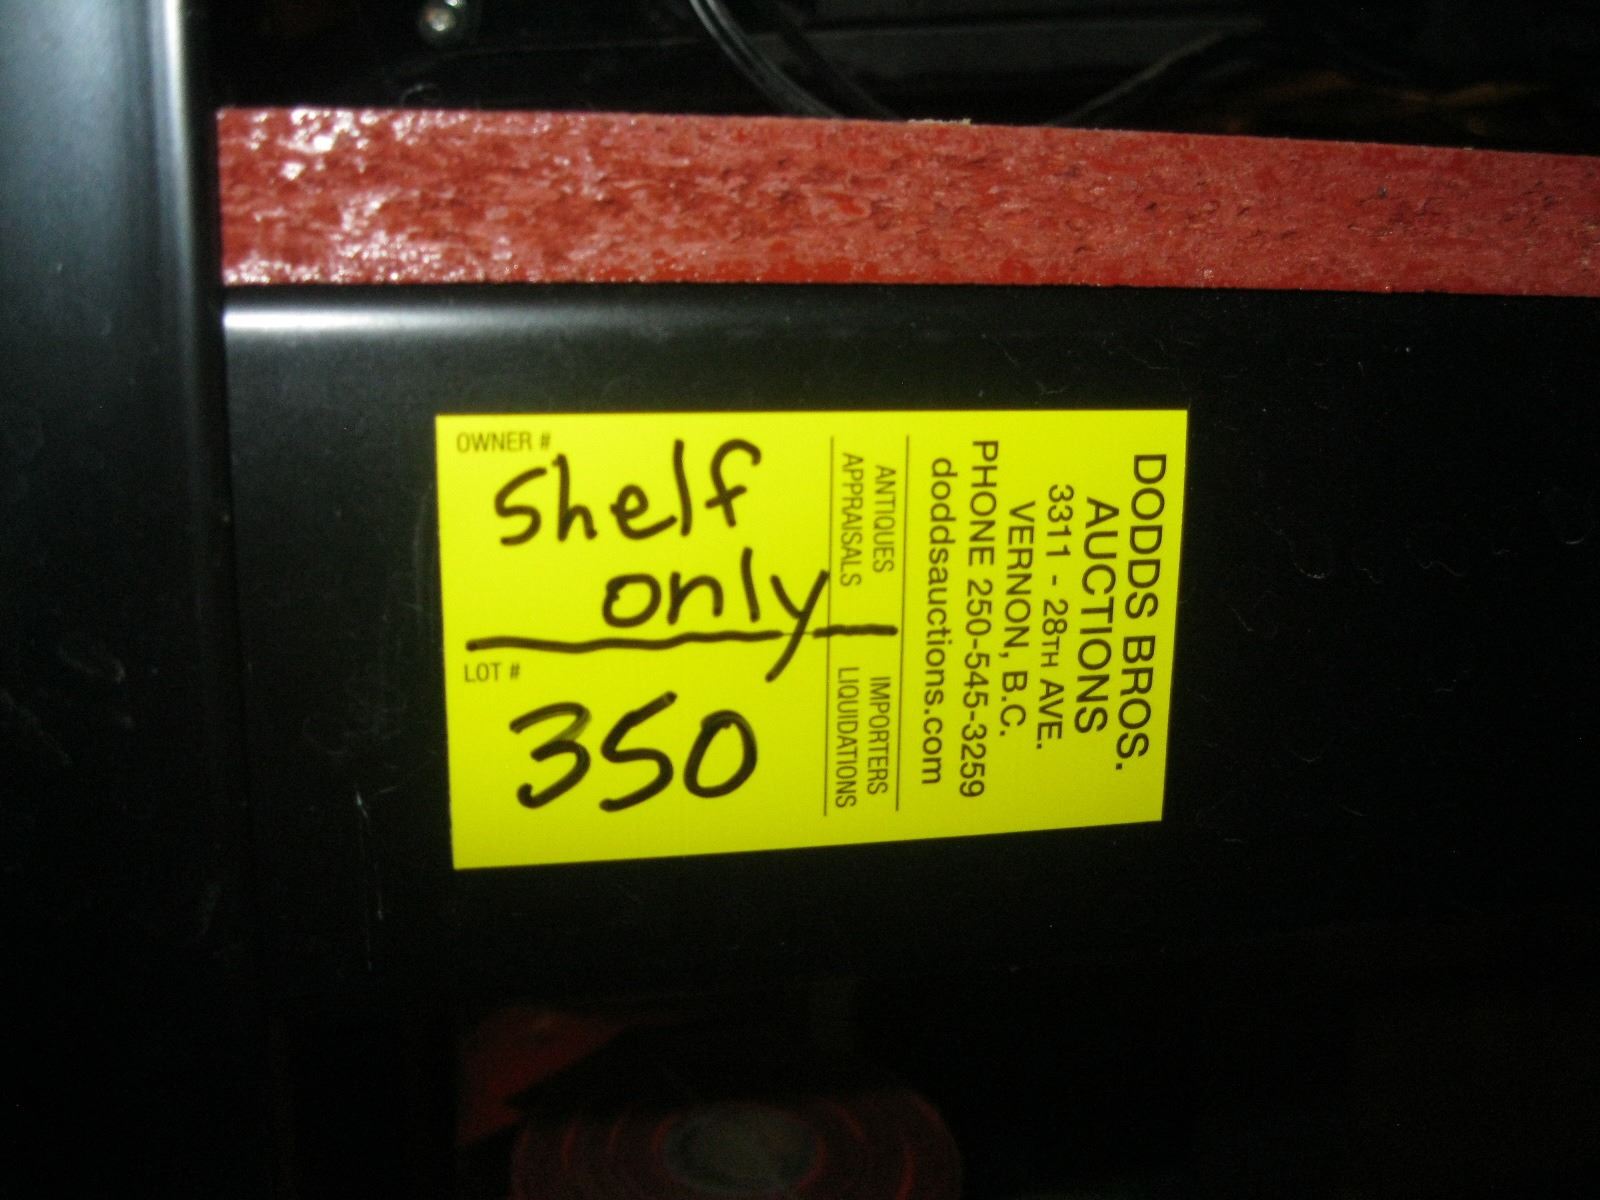 DODDS BROS.
AUCTIONS
3311 - 28TH AVE.
VERNON, B.C.
PHONE 250-545-3259
doddsauctions.com
ANTIQUES IMPORTERS
APPRAISALS LIQUIDATIONS
OWNER #
shelf
only
LOT #
350